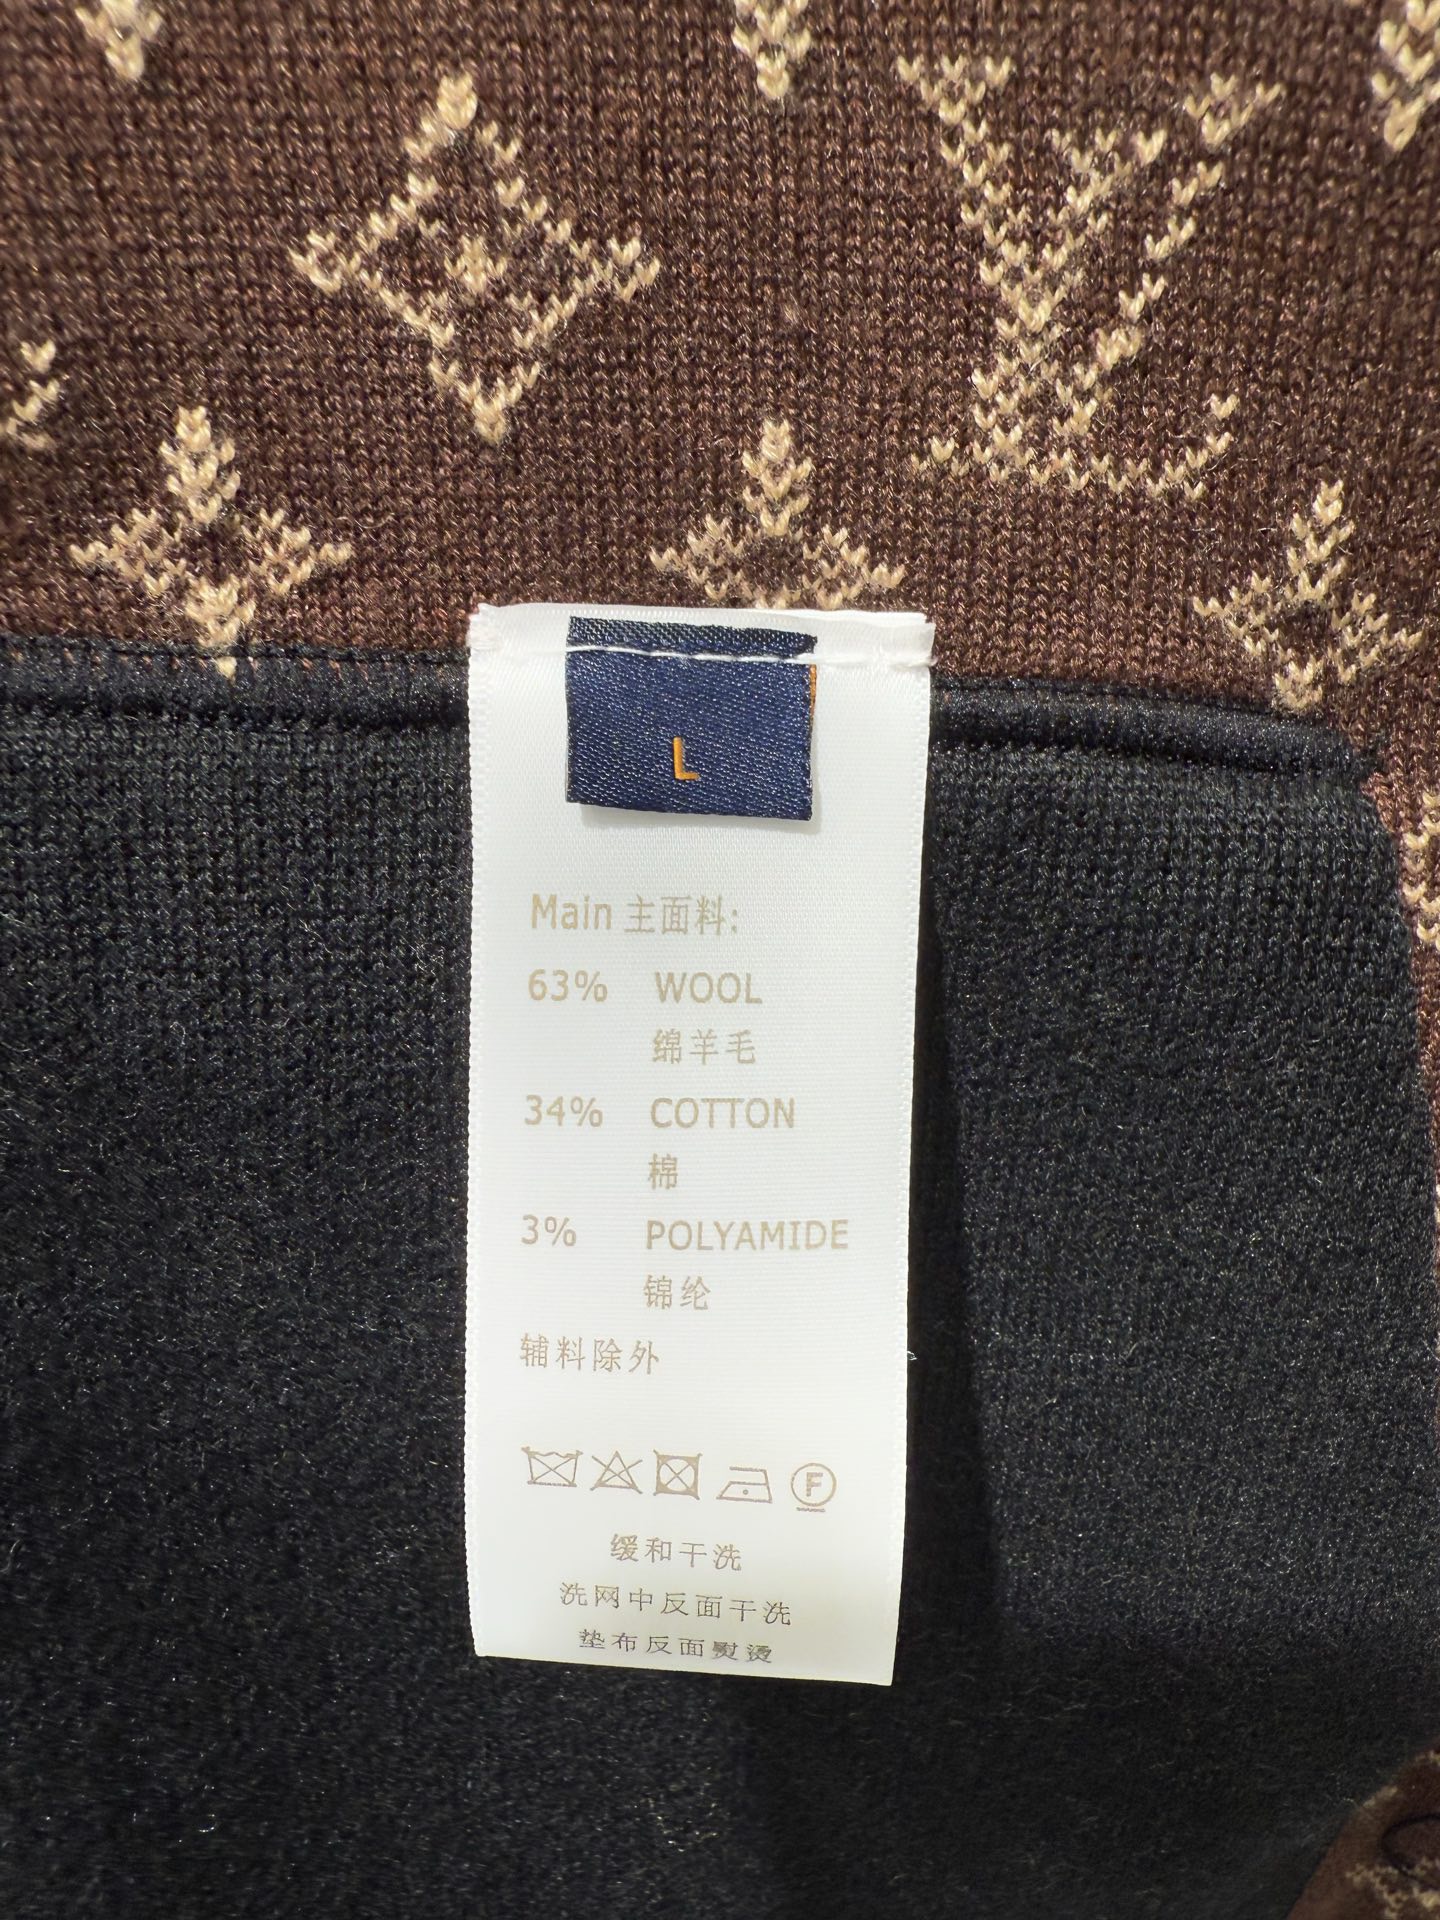 L
Main 主面料:
63% WOOL
绵羊毛
34% COTTON
棉
3% POLYAMIDE
锦纶
辅料除外
F
缓和干洗
洗网中反面干洗
垫布反面熨烫